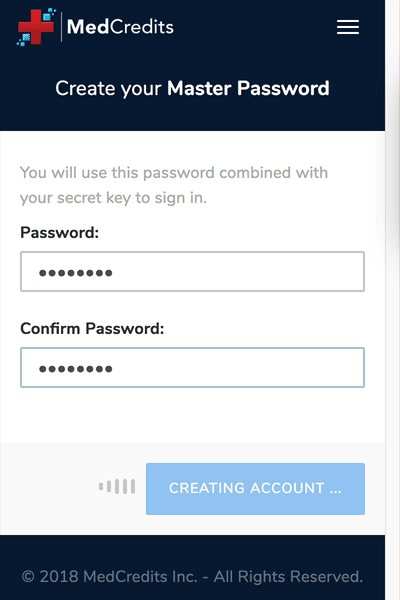 MedCredits
Create your Master Password
You will use this password combined with
your secret key to sign in.
Password:
••••••••
Confirm Password:
••••••••
CREATING ACCOUNT ...
© 2018 MedCredits Inc. - All Rights Reserved.